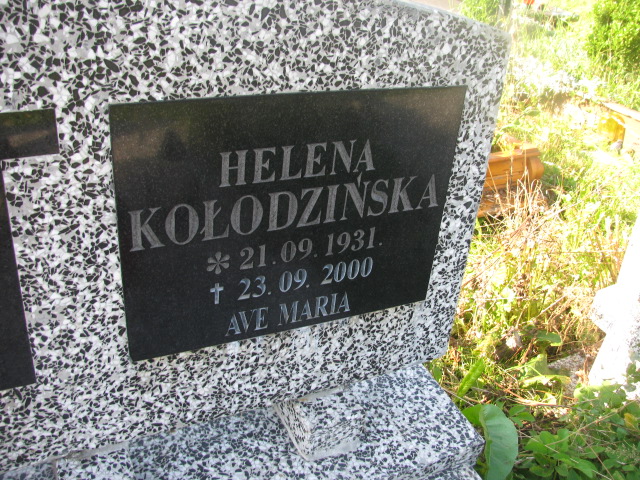 HELENA
KOŁODZIŃSKA
* 21.09.1931.
† 23.09.2000
AVE MARIA